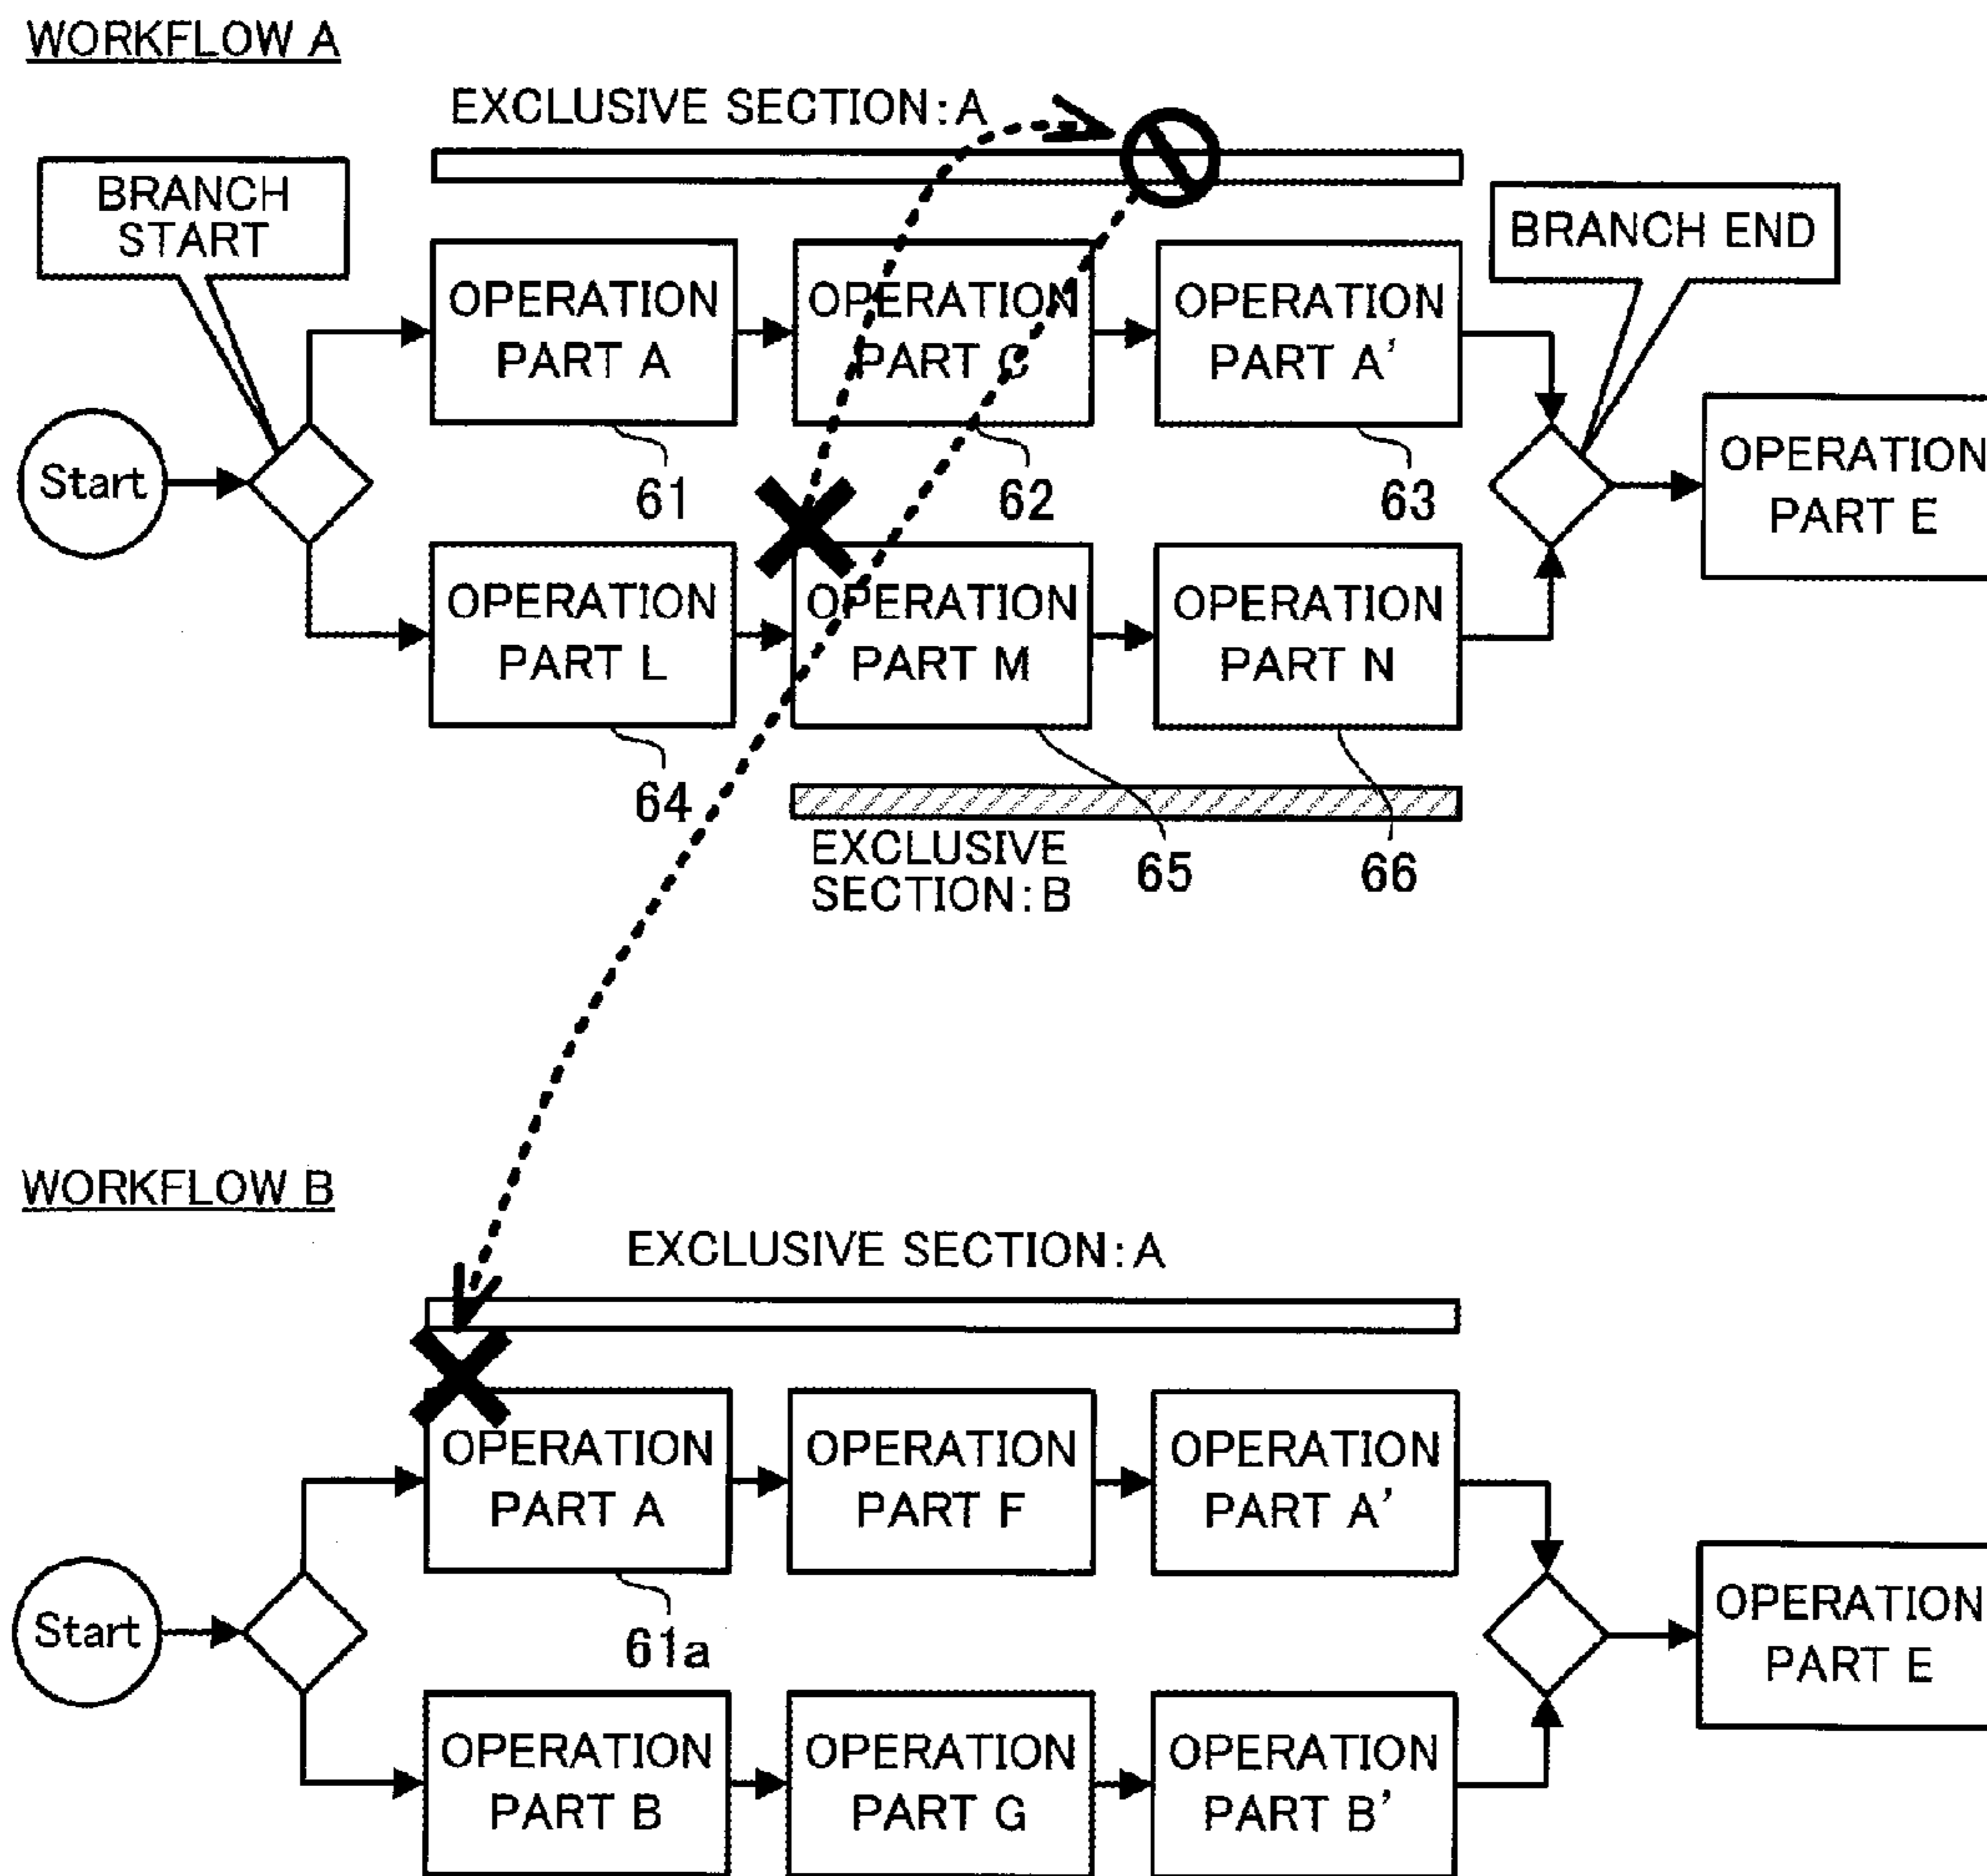 WORKFLOW A
EXCLUSIVE SECTION:A
BRANCH
START
BRANCH END
OPERATION
PART A
OPERATION
PART C
OPERATION
PART A'
61
62
63
Start
OPERATION
PART E
OPERATION
PART L
OPERATION
PART M
OPERATION
PART N
64
65
66
EXCLUSIVE
SECTION:B
WORKFLOW B
EXCLUSIVE SECTION:A
OPERATION
PART A
OPERATION
PART F
OPERATION
PART A'
61a
Start
OPERATION
PART E
OPERATION
PART B
OPERATION
PART G
OPERATION
PART B'